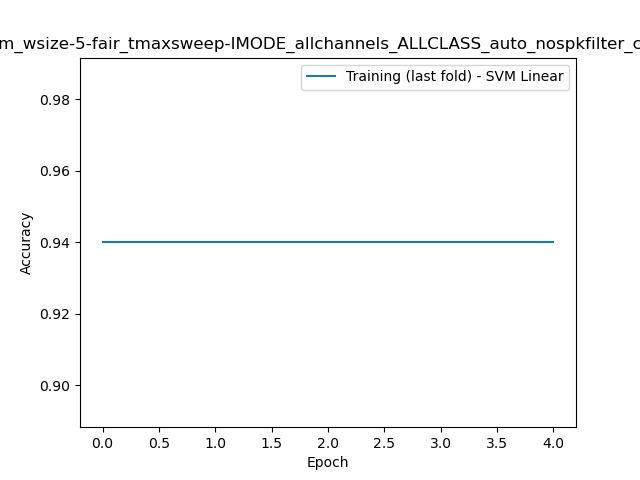 m_wsize-5-fair_tmaxsweep-IMODE_allchannels_ALLCLASS_auto_nospkfilter_c
Training (last fold) - SVM Linear
0.98
0.96
0.94
0.92
0.90
Accuracy
0.0 0.5 1.0 1.5 2.0 2.5 3.0 3.5 4.0
Epoch